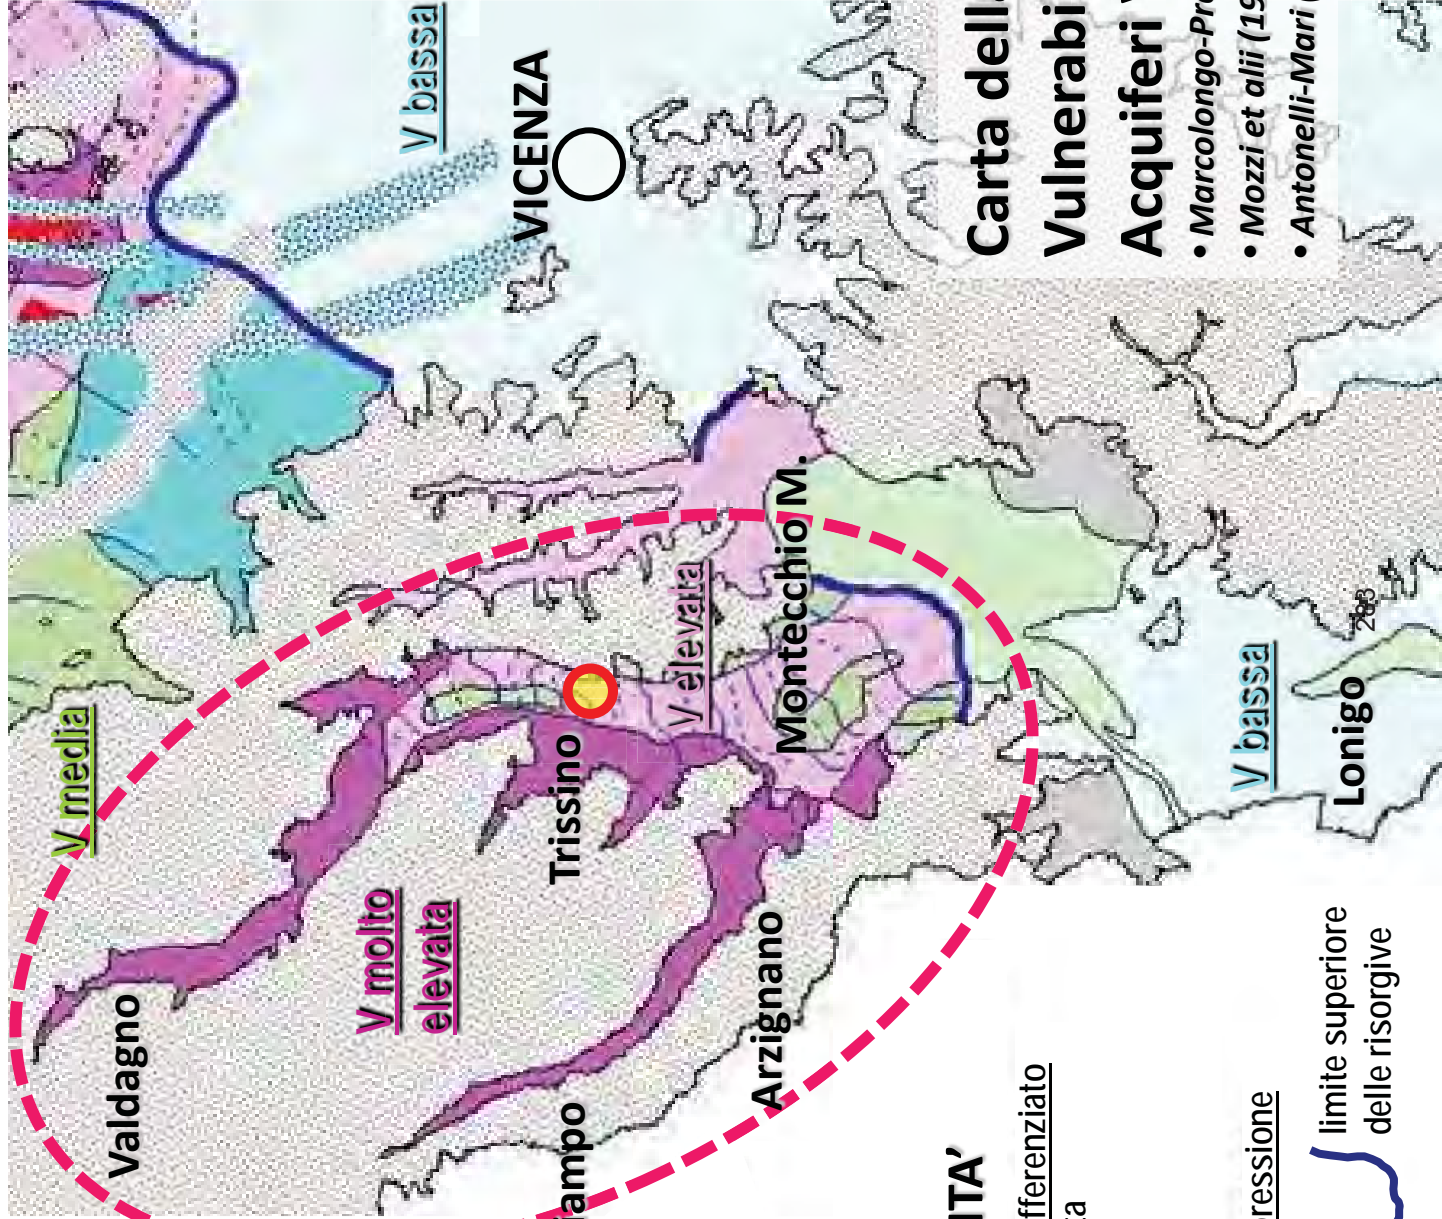 Carta dell
Vulnerabi
Acquiferi
• Marcolongo-Pr
• Mozzi et alii (19
• Antonelli-Mari (
V bassa
VICENZA
V media
V molto
elevata
V elevata
Valdagno
Trissino
Montecchio M.
Arzignano
ampo
V bassa
Lonigo
ITA’
fferenziato
ressione
limite superiore
delle risorgive